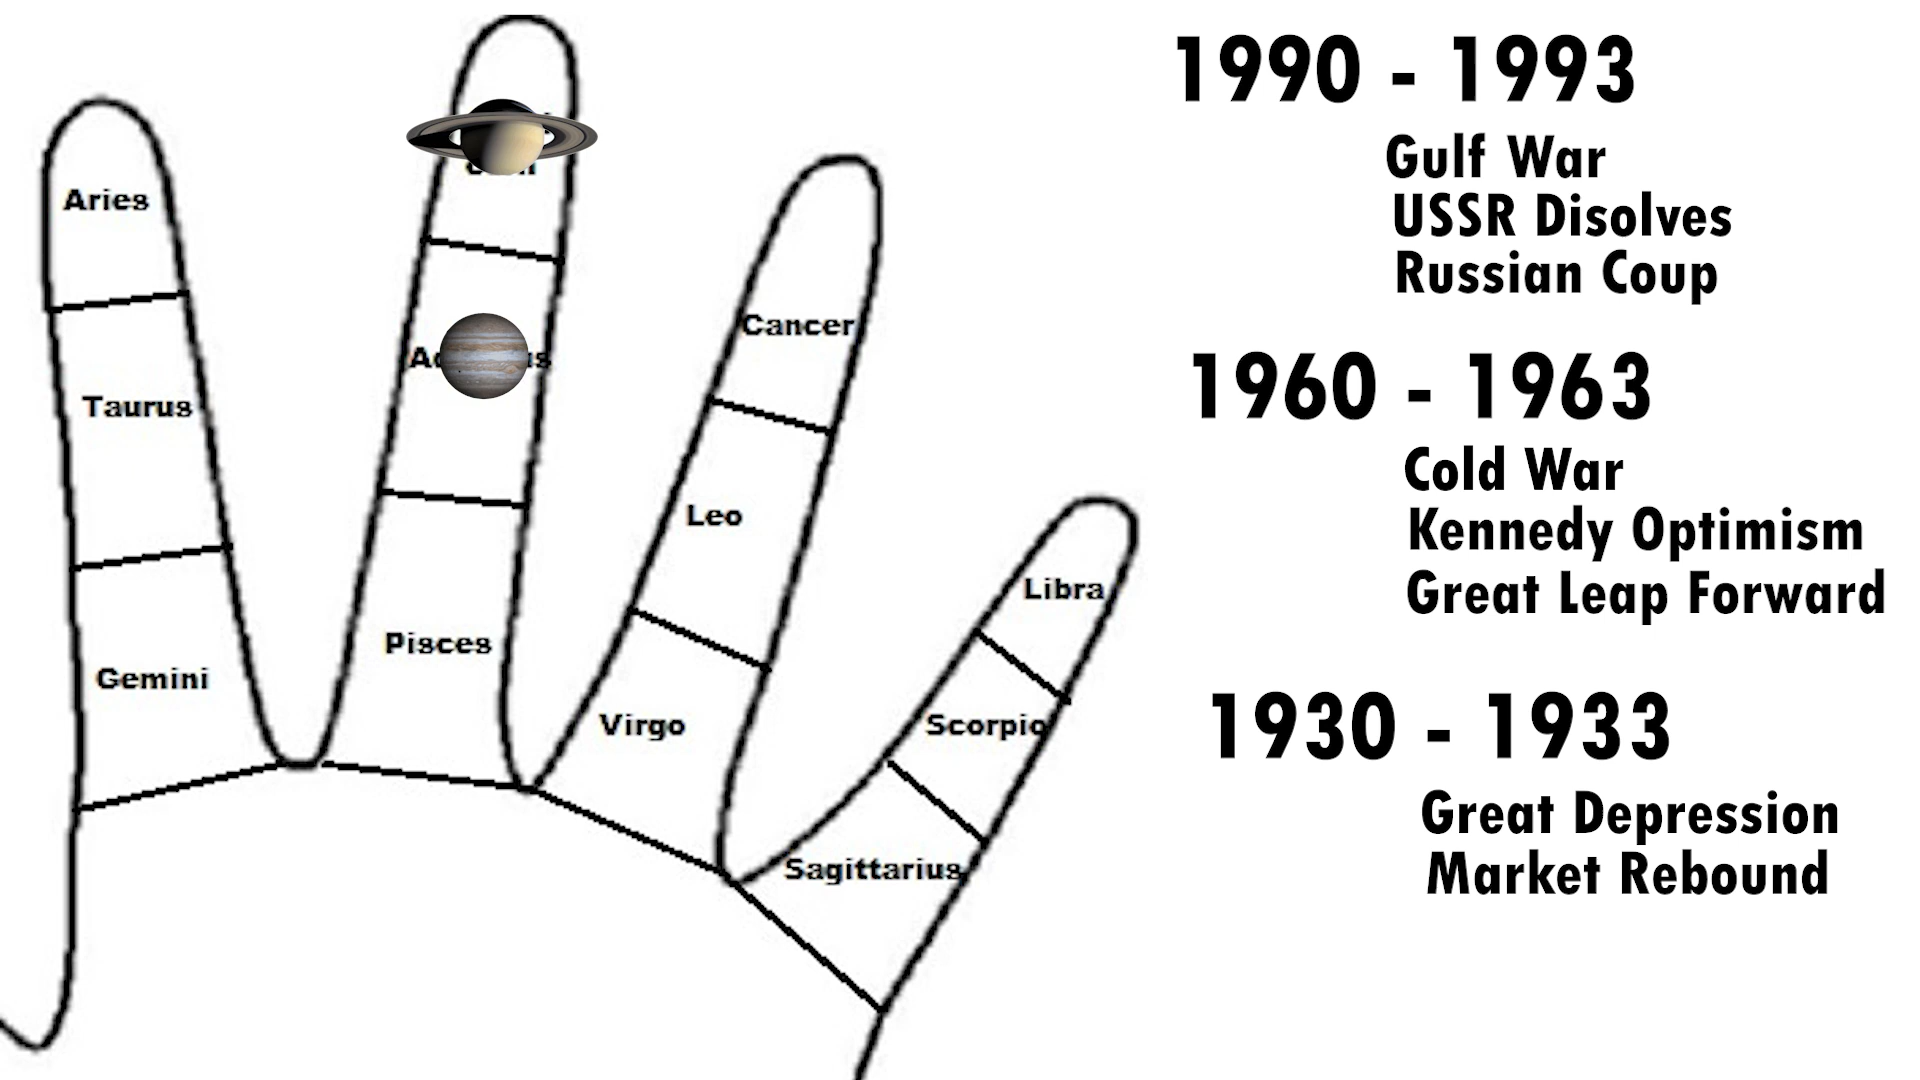 Aries
Taurus
Gemini
Pisces
Cancer
Leo
Virgo
Libra
Scorpio
Sagittarius
1990 - 1993
Gulf War
USSR Disolves
Russian Coup
1960 - 1963
Cold War
Kennedy Optimism
Great Leap Forward
1930 - 1933
Great Depression
Market Rebound